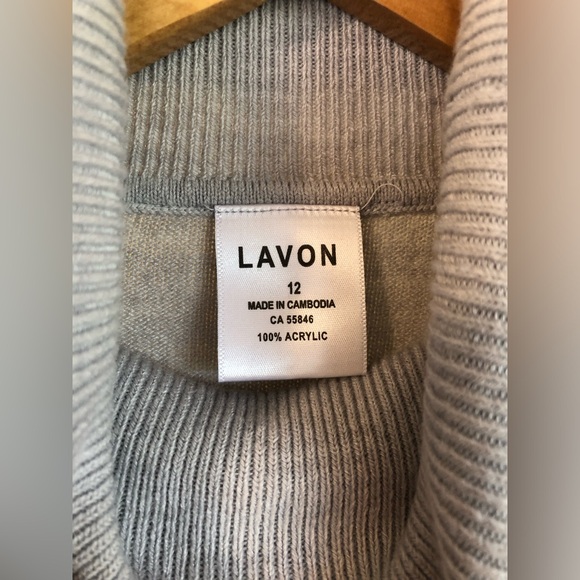 LAVON
12
MADE IN CAMBODIA
CA 55846
100% ACRYLIC